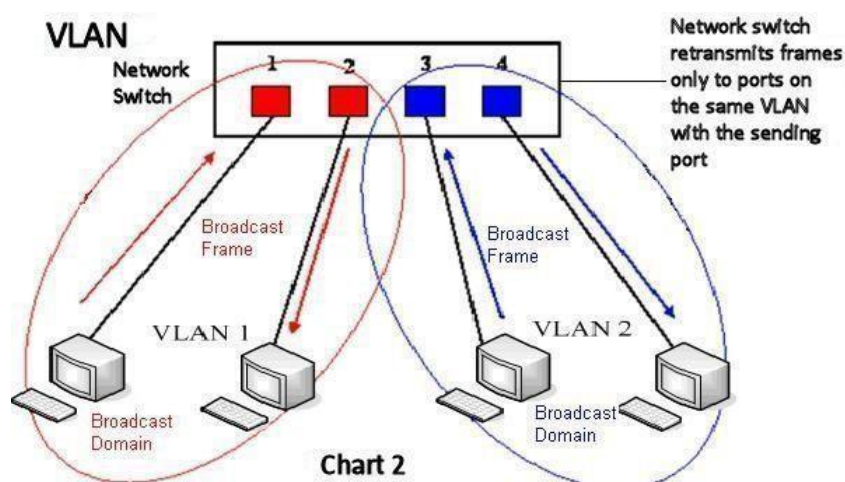 VLAN
Network
Switch
1
2
3
4
Network switch
retransmits frames
only to ports on
the same VLAN
with the sending
port
Broadcast
Frame
Broadcast
Frame
VLAN 1
VLAN 2
Broadcast
Domain
Broadcast
Domain
Chart 2